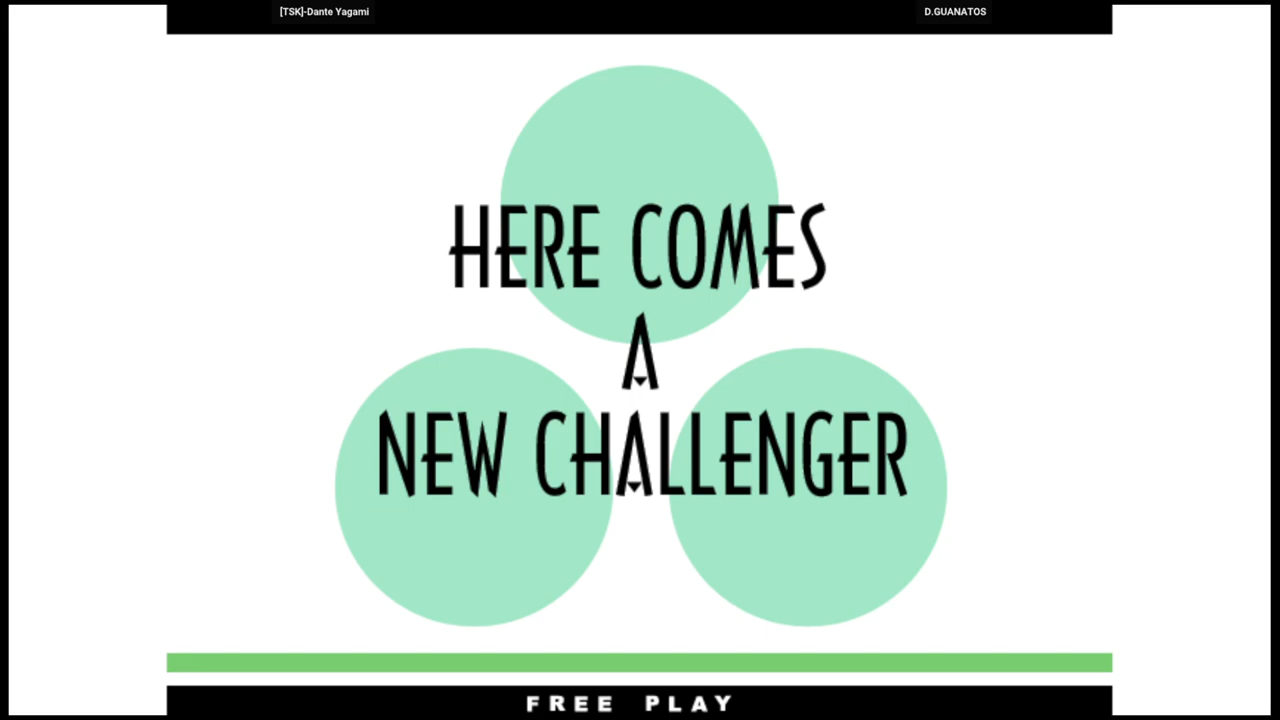 [TSK]-Dante Yagami
D.GUANATOS
HERE COMES
A
NEW CHALLENGER
FREE PLAY